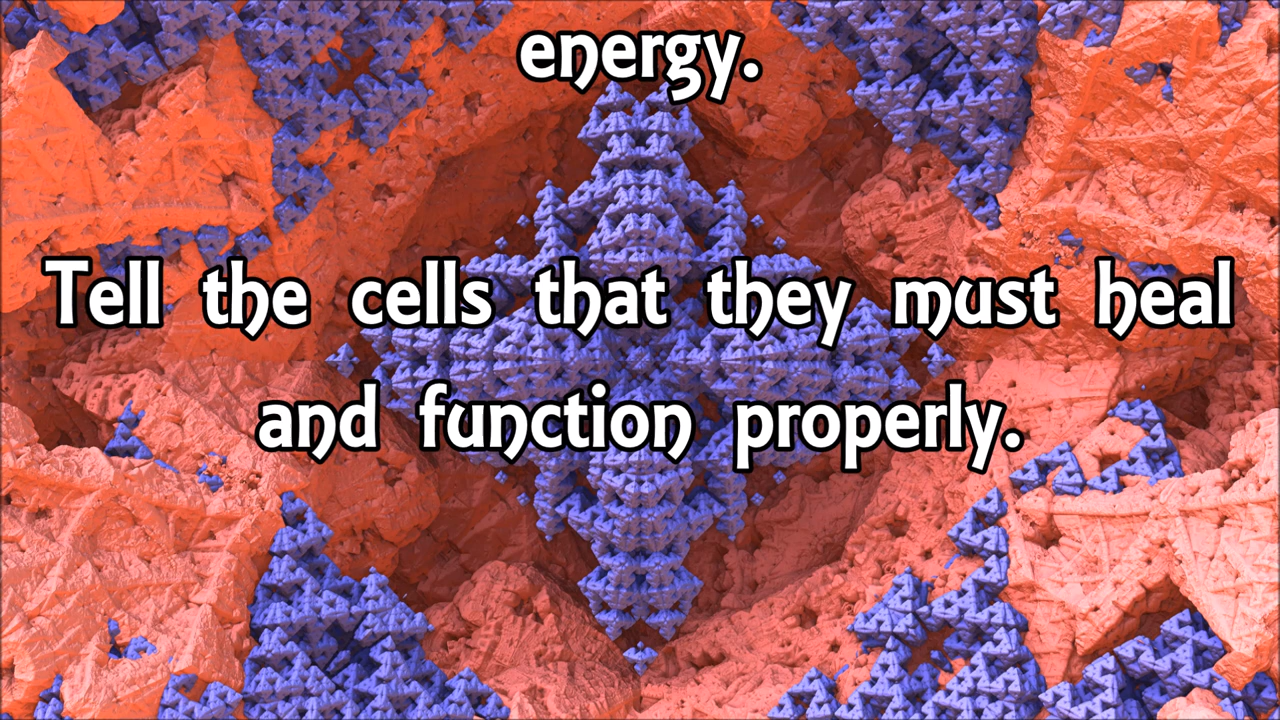 energy.
Tell the cells that they must heal
and function properly.